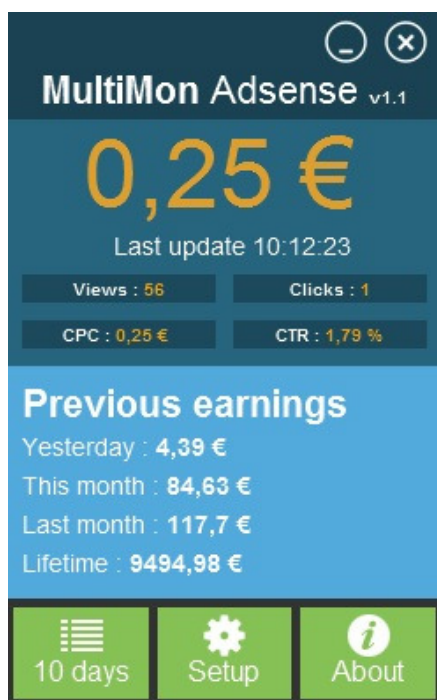 MultiMon Adsense v1.1
0,25 €
Last update 10:12:23
Views : 56 Clicks : 1
CPC : 0,25 € CTR : 1,79 %
Previous earnings
Yesterday : 4,39 €
This month : 84,63 €
Last month : 117,7 €
Lifetime : 9494,98 €
10 days Setup About